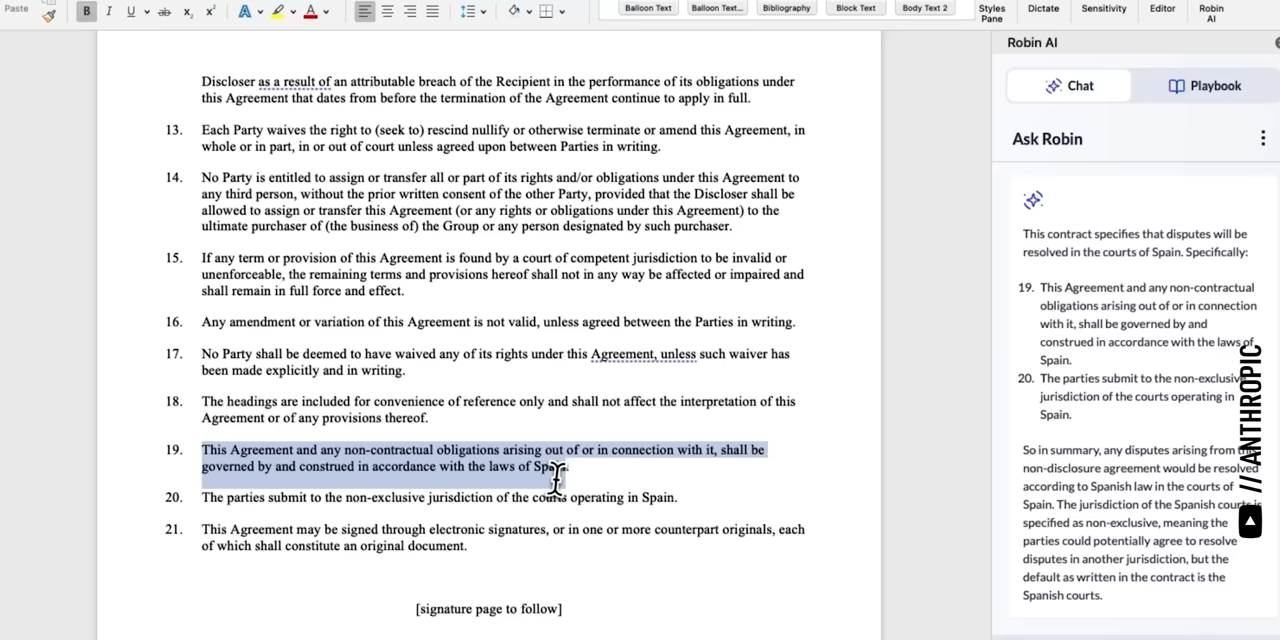 Paste
B I U ab x₂ x² A A
Balloon Text
Balloon Text...
Bibliography
Block Text
Body Text 2
Styles
Pane
Dictate
Sensitivity
Editor
Robin
AI
Discloser as a result of an attributable breach of the Recipient in the performance of its obligations under
this Agreement that dates from before the termination of the Agreement continue to apply in full.
13. Each Party waives the right to (seek to) rescind nullify or otherwise terminate or amend this Agreement, in
whole or in part, in or out of court unless agreed upon between Parties in writing.
14. No Party is entitled to assign or transfer all or part of its rights and/or obligations under this Agreement to
any third person, without the prior written consent of the other Party, provided that the Discloser shall be
allowed to assign or transfer this Agreement (or any rights or obligations under this Agreement) to the
ultimate purchaser of (the business of) the Group or any person designated by such purchaser.
15. If any term or provision of this Agreement is found by a court of competent jurisdiction to be invalid or
unenforceable, the remaining terms and provisions hereof shall not in any way be affected or impaired and
shall remain in full force and effect.
16. Any amendment or variation of this Agreement is not valid, unless agreed between the Parties in writing.
17. No Party shall be deemed to have waived any of its rights under this Agreement, unless such waiver has
been made explicitly and in writing.
18. The headings are included for convenience of reference only and shall not affect the interpretation of this
Agreement or of any provisions thereof.
19. This Agreement and any non-contractual obligations arising out of or in connection with it, shall be
governed by and construed in accordance with the laws of Spain.
20. The parties submit to the non-exclusive jurisdiction of the courts operating in Spain.
21. This Agreement may be signed through electronic signatures, or in one or more counterpart originals, each
of which shall constitute an original document.
[signature page to follow]
Robin AI
Chat
Playbook
Ask Robin
This contract specifies that disputes will be
resolved in the courts of Spain. Specifically:
19. This Agreement and any non-contractual
obligations arising out of or in connection
with it, shall be governed by and
construed in accordance with the laws of
Spain.
20. The parties submit to the non-exclusive
jurisdiction of the courts operating in
Spain.
So in summary, any disputes arising from this
non-disclosure agreement would be resolved
according to Spanish law in the courts of
Spain. The jurisdiction of the Spanish courts is
specified as non-exclusive, meaning the
parties could potentially agree to resolve
disputes in another jurisdiction, but the
default as written in the contract is the
Spanish courts.
// ANTHROPIC